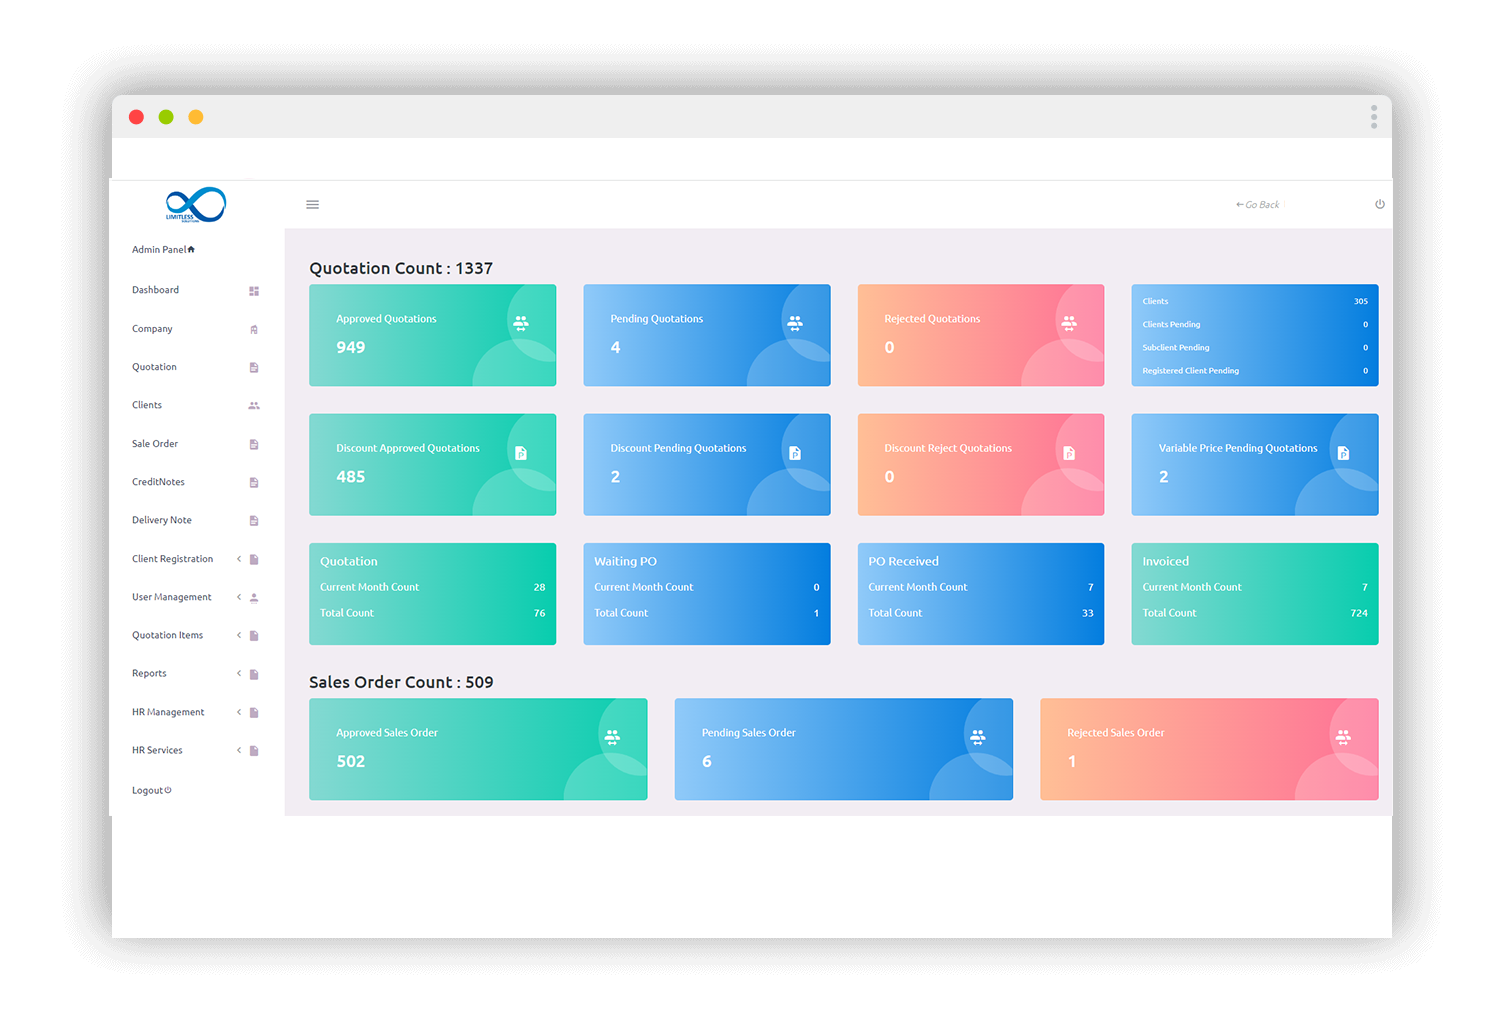 LIMITLESS
SOLUTIONS
Go Back
Admin Panel
Dashboard
Company
Quotation
Clients
Sale Order
CreditNotes
Delivery Note
Client Registration
User Management
Quotation Items
Reports
HR Management
HR Services
Logout
Quotation Count : 1337
Approved Quotations
949
Pending Quotations
4
Rejected Quotations
0
Clients 305
Clients Pending 0
Subclient Pending 0
Registered Client Pending 0
Discount Approved Quotations
485
Discount Pending Quotations
2
Discount Reject Quotations
0
Variable Price Pending Quotations
2
Quotation
Current Month Count 28
Total Count 76
Waiting PO
Current Month Count 0
Total Count 1
PO Received
Current Month Count 7
Total Count 33
Invoiced
Current Month Count 7
Total Count 724
Sales Order Count : 509
Approved Sales Order
502
Pending Sales Order
6
Rejected Sales Order
1